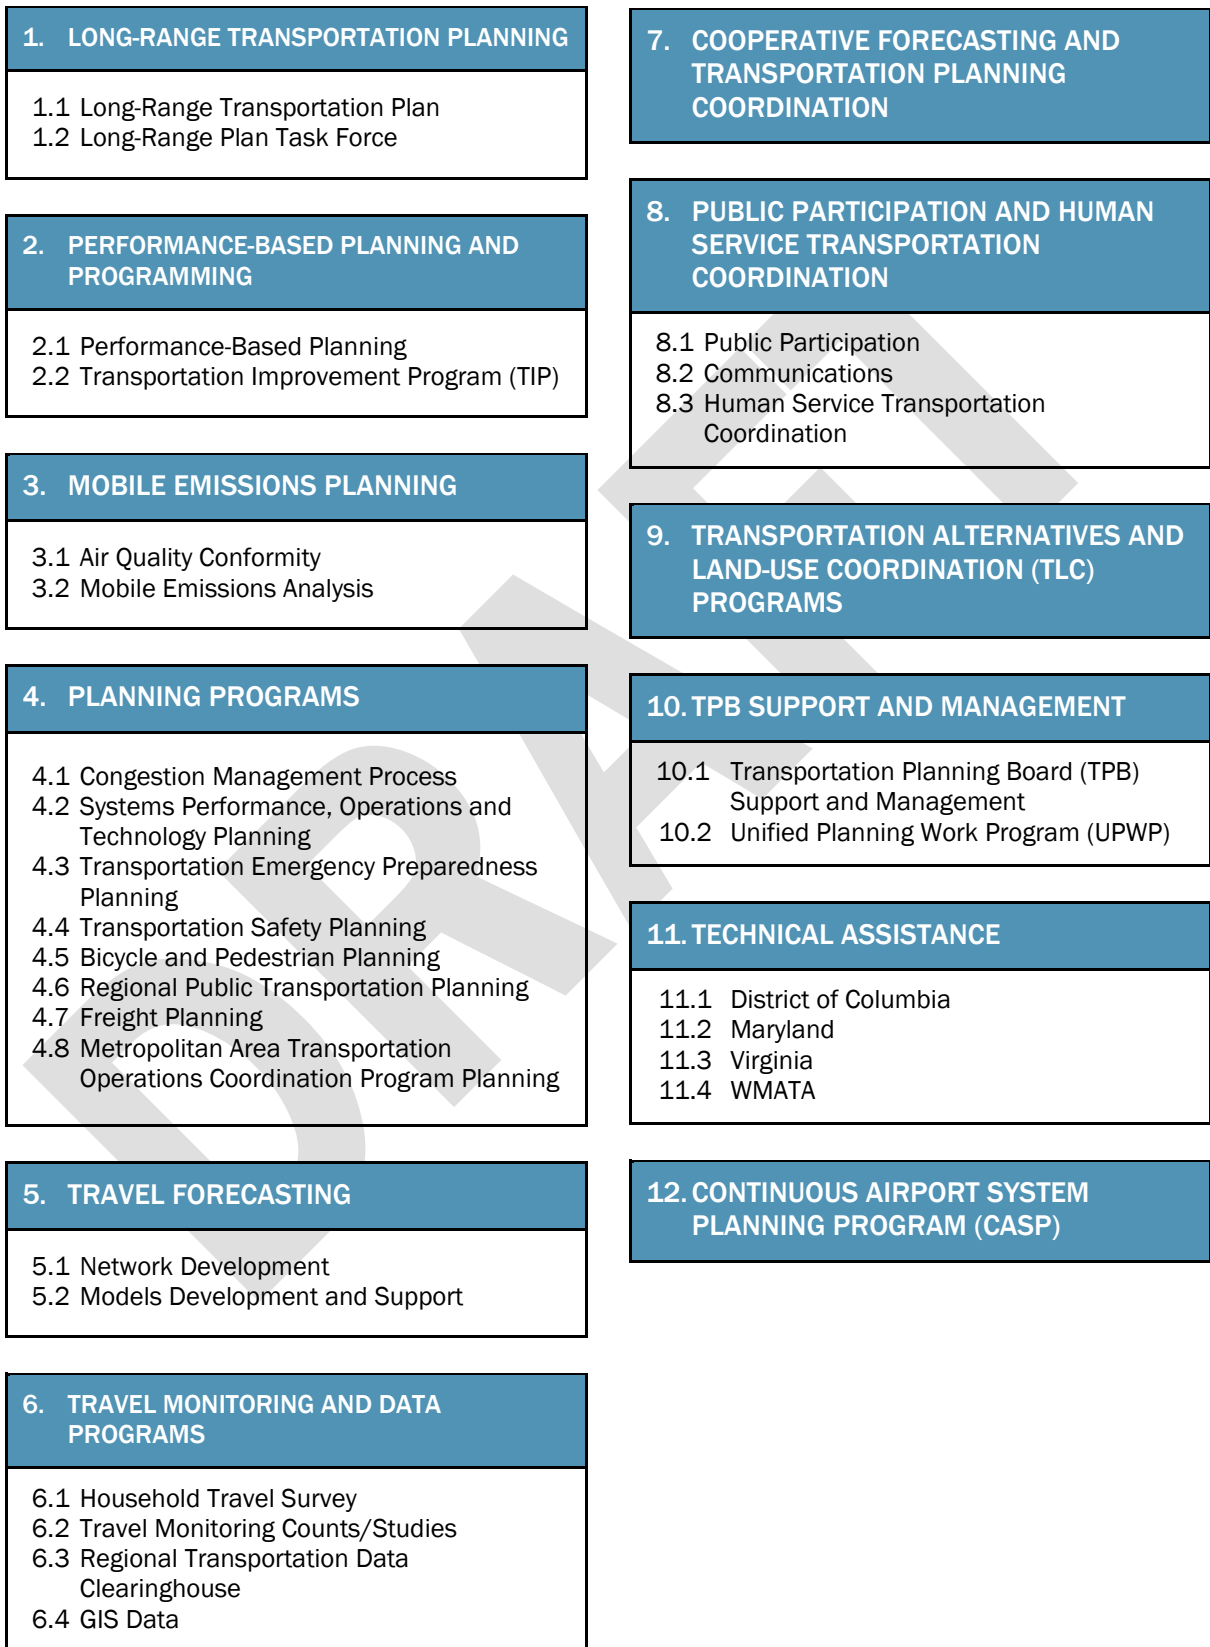 1. LONG-RANGE TRANSPORTATION PLANNING
1.1 Long-Range Transportation Plan
1.2 Long-Range Plan Task Force
2. PERFORMANCE-BASED PLANNING AND
PROGRAMMING
2.1 Performance-Based Planning
2.2 Transportation Improvement Program (TIP)
3. MOBILE EMISSIONS PLANNING
3.1 Air Quality Conformity
3.2 Mobile Emissions Analysis
4. PLANNING PROGRAMS
4.1 Congestion Management Process
4.2 Systems Performance, Operations and
Technology Planning
4.3 Transportation Emergency Preparedness
Planning
4.4 Transportation Safety Planning
4.5 Bicycle and Pedestrian Planning
4.6 Regional Public Transportation Planning
4.7 Freight Planning
4.8 Metropolitan Area Transportation
Operations Coordination Program Planning
5. TRAVEL FORECASTING
5.1 Network Development
5.2 Models Development and Support
6. TRAVEL MONITORING AND DATA
PROGRAMS
6.1 Household Travel Survey
6.2 Travel Monitoring Counts/Studies
6.3 Regional Transportation Data
Clearinghouse
6.4 GIS Data
7. COOPERATIVE FORECASTING AND
TRANSPORTATION PLANNING
COORDINATION
8. PUBLIC PARTICIPATION AND HUMAN
SERVICE TRANSPORTATION
COORDINATION
8.1 Public Participation
8.2 Communications
8.3 Human Service Transportation
Coordination
9. TRANSPORTATION ALTERNATIVES AND
LAND-USE COORDINATION (TLC)
PROGRAMS
10. TPB SUPPORT AND MANAGEMENT
10.1 Transportation Planning Board (TPB)
Support and Management
10.2 Unified Planning Work Program (UPWP)
11. TECHNICAL ASSISTANCE
11.1 District of Columbia
11.2 Maryland
11.3 Virginia
11.4 WMATA
12. CONTINUOUS AIRPORT SYSTEM
PLANNING PROGRAM (CASP)
DRAFT